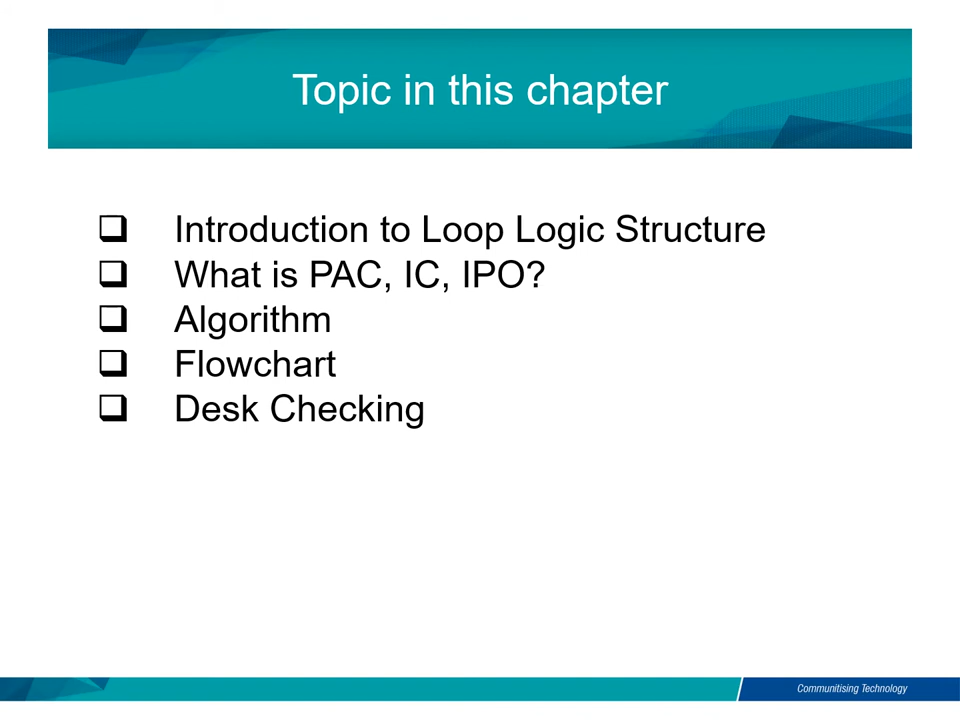 Topic in this chapter
❑ Introduction to Loop Logic Structure
❑ What is PAC, IC, IPO?
❑ Algorithm
❑ Flowchart
❑ Desk Checking
Communitising Technology